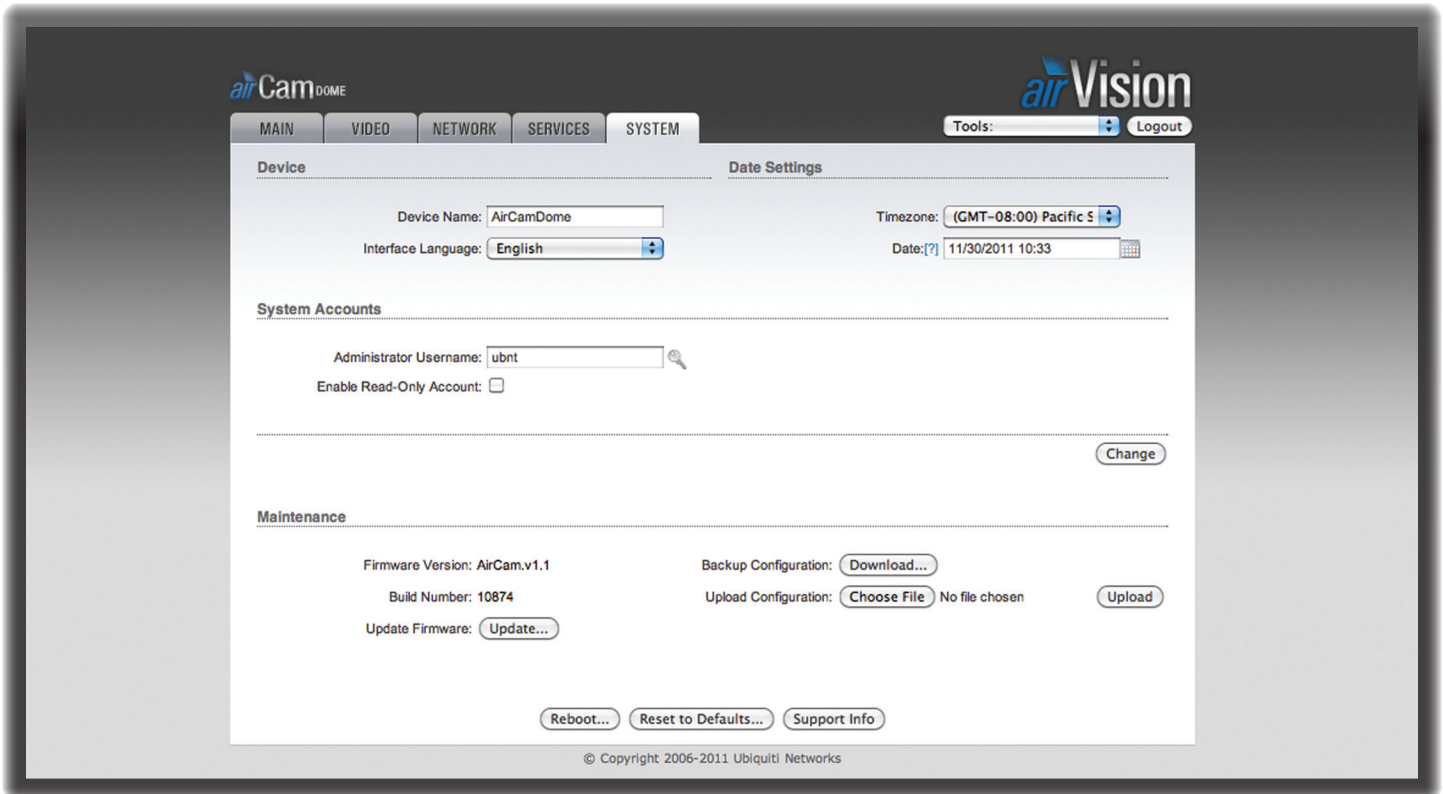 airCam DOME
airVision
MAIN VIDEO NETWORK SERVICES SYSTEM
Tools: Logout
Device
Date Settings
Device Name: AirCamDome
Timezone: (GMT-08:00) Pacific S
Interface Language: English
Date:[?] 11/30/2011 10:33
System Accounts
Administrator Username: ubnt
Enable Read-Only Account:
Change
Maintenance
Firmware Version: AirCam.v1.1
Backup Configuration: Download...
Build Number: 10874
Upload Configuration: Choose File No file chosen Upload
Update Firmware: Update...
Reboot... Reset to Defaults... Support Info
© Copyright 2006-2011 Ubiquiti Networks